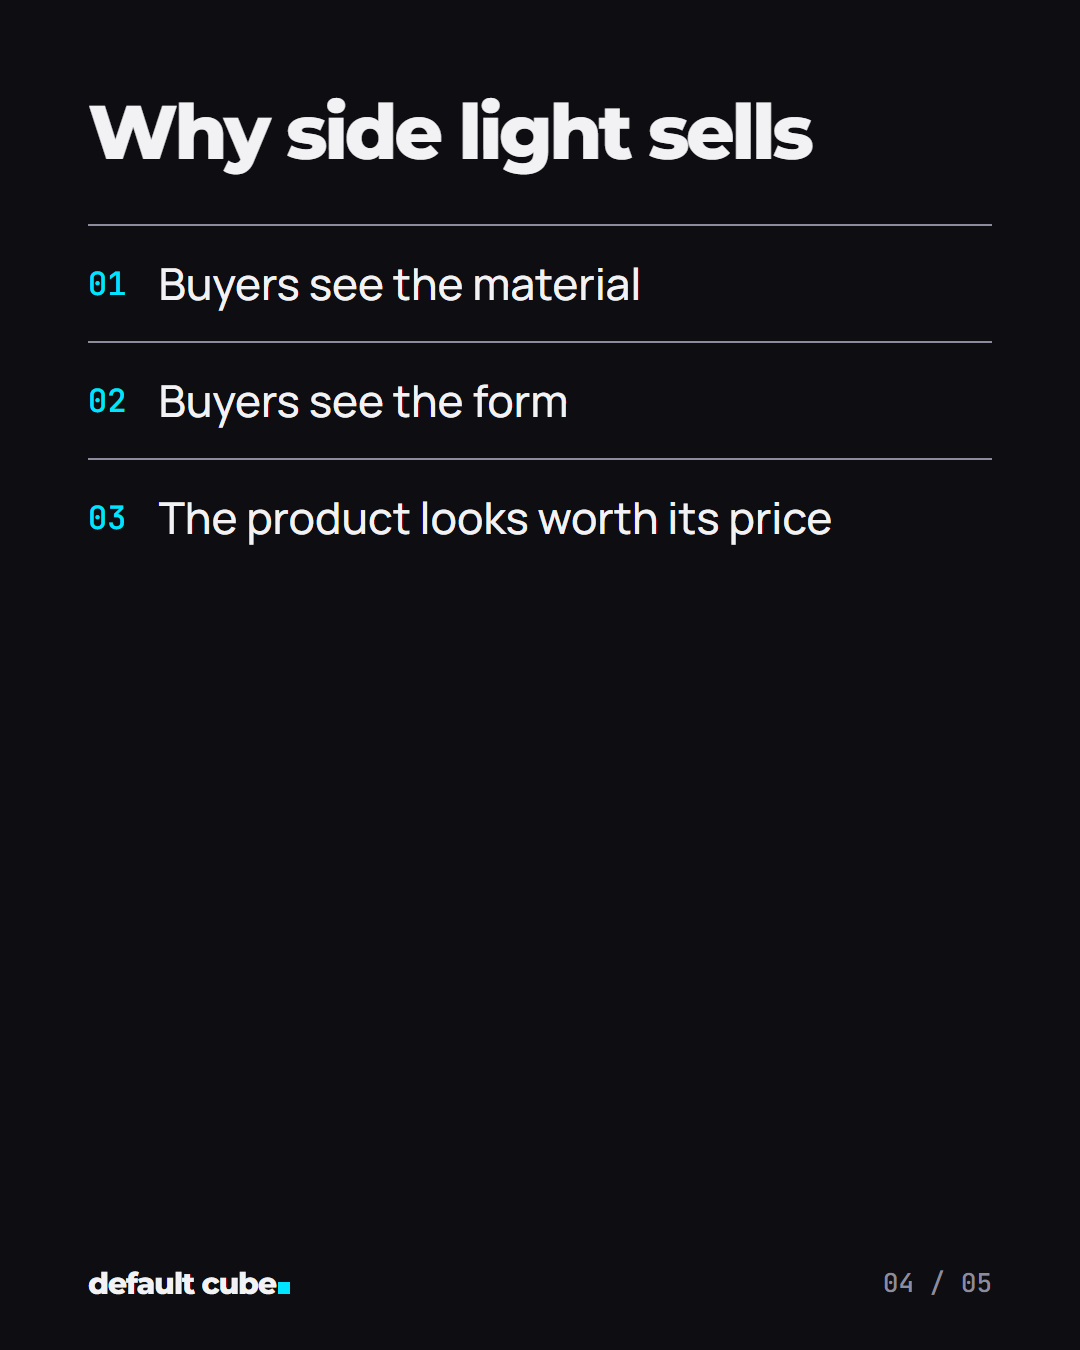 Why side light sells
01 Buyers see the material
02 Buyers see the form
03 The product looks worth its price
default cube
04 / 05